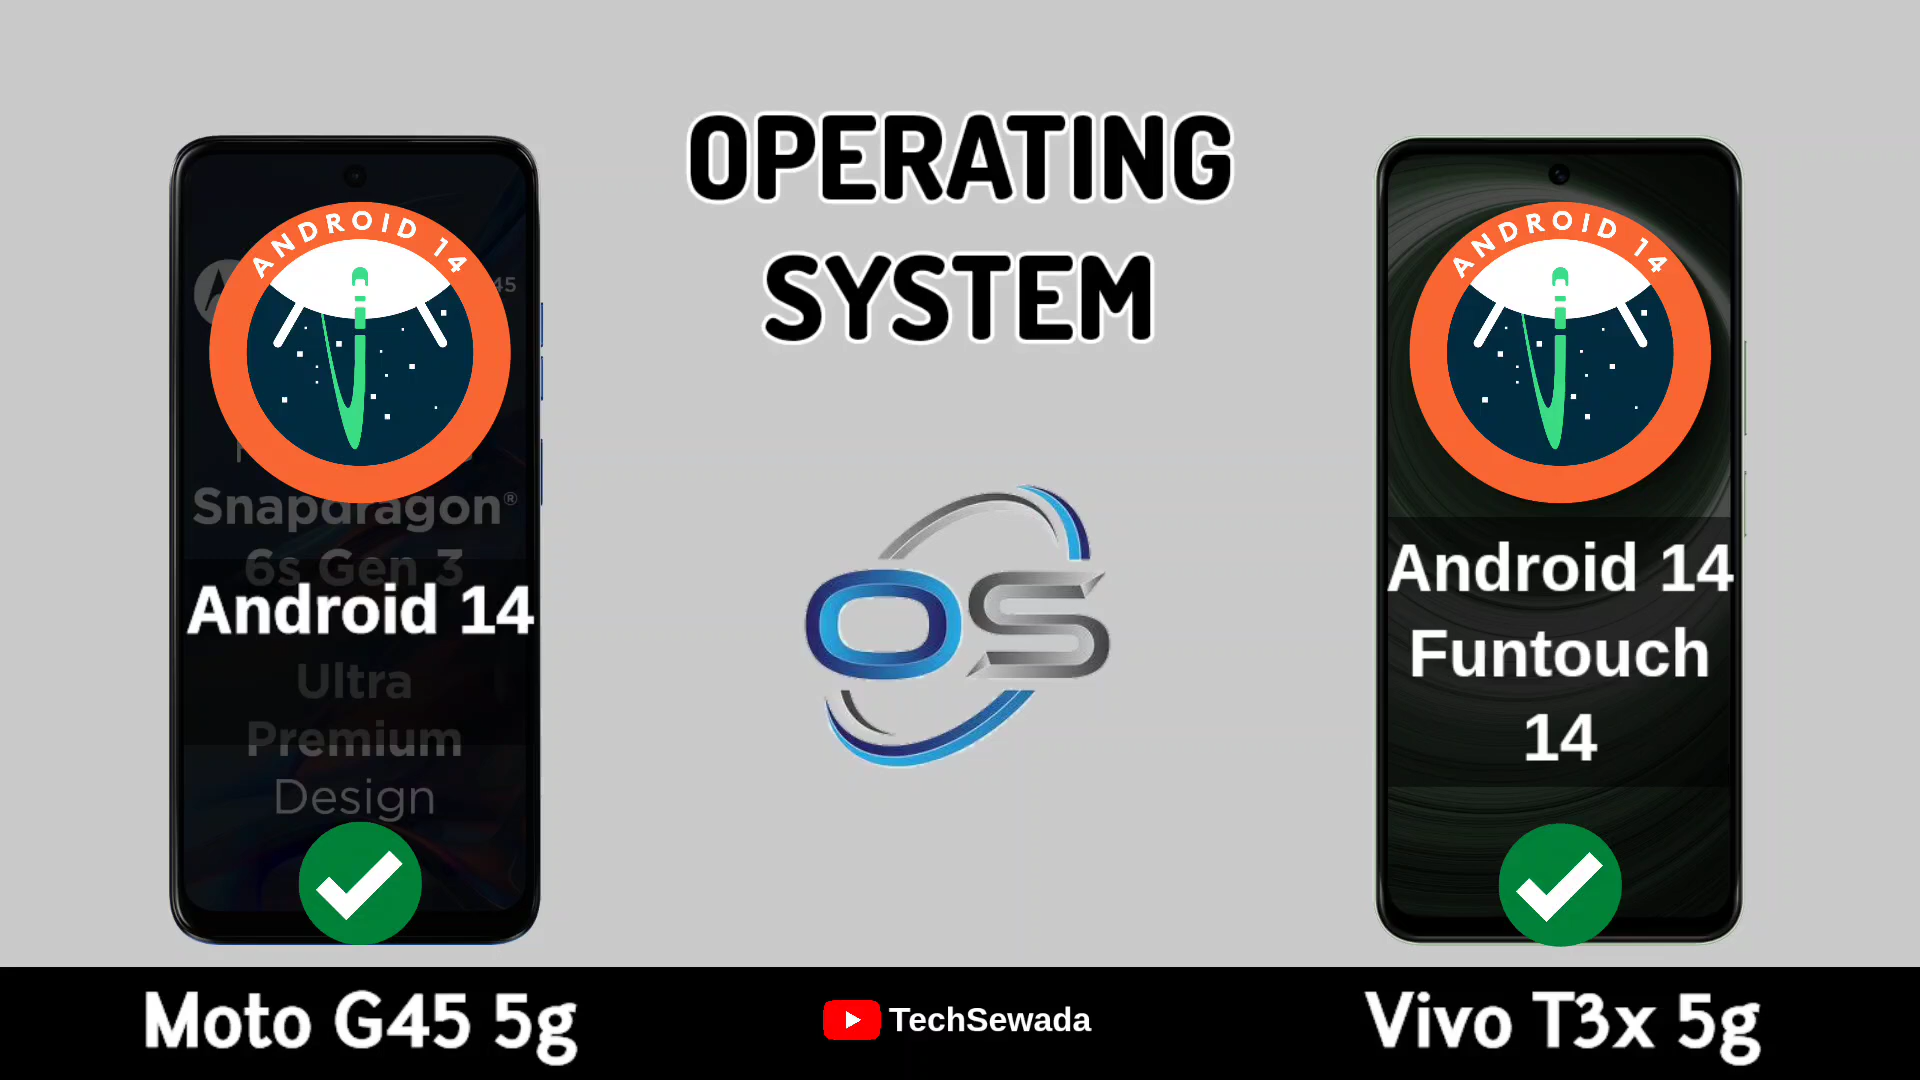 OPERATING
SYSTEM
ANDROID 14
45
Snapdragon®
6s Gen 3
Android 14
Ultra
Premium
Design
OS
ANDROID 14
Android 14
Funtouch
14
Moto G45 5g
TechSewada
Vivo T3x 5g